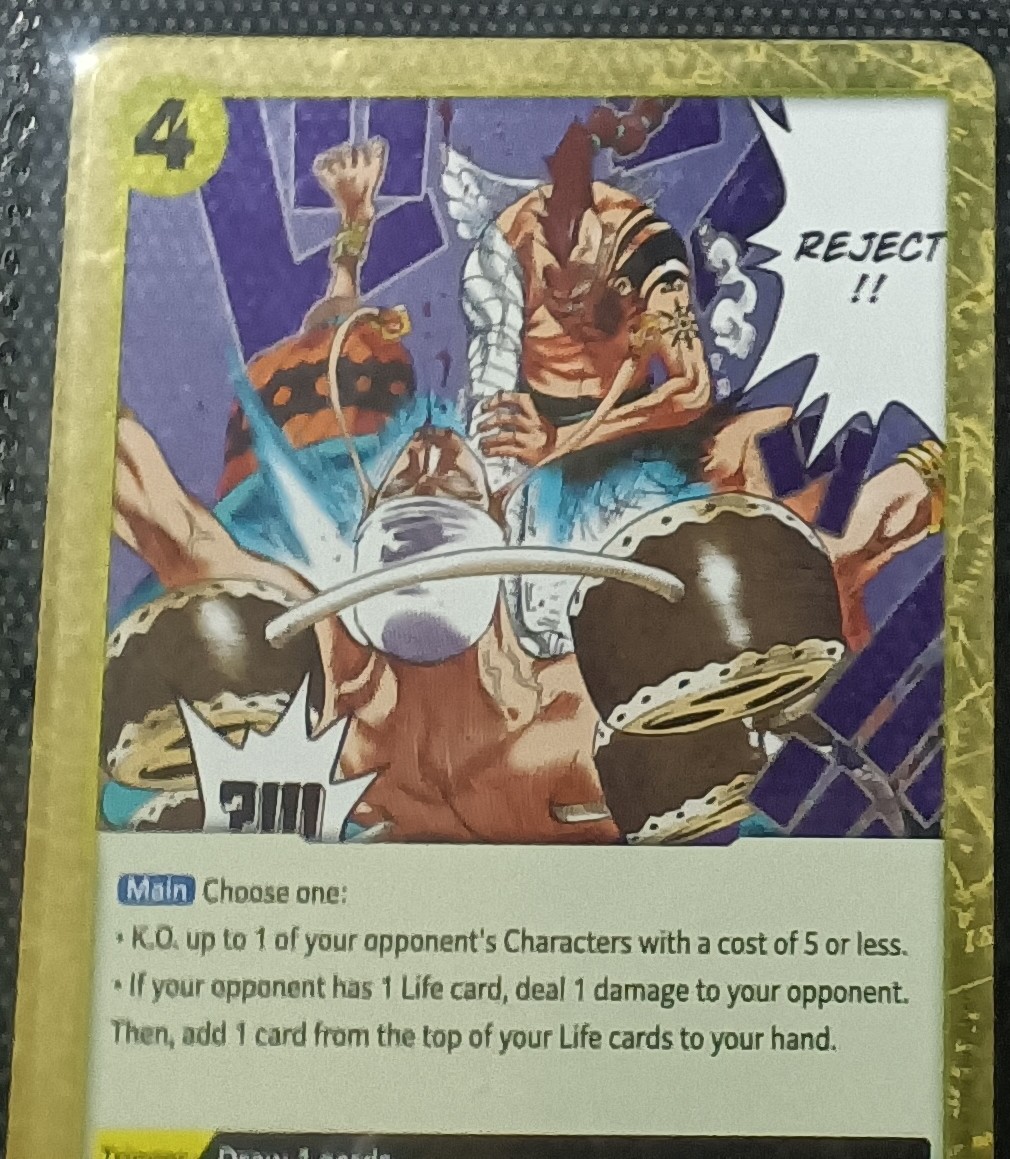 4
REJECT
!!
?!!!
Main Choose one:
• K.O. up to 1 of your opponent's Characters with a cost of 5 or less.
• If your opponent has 1 Life card, deal 1 damage to your opponent.
Then, add 1 card from the top of your Life cards to your hand.